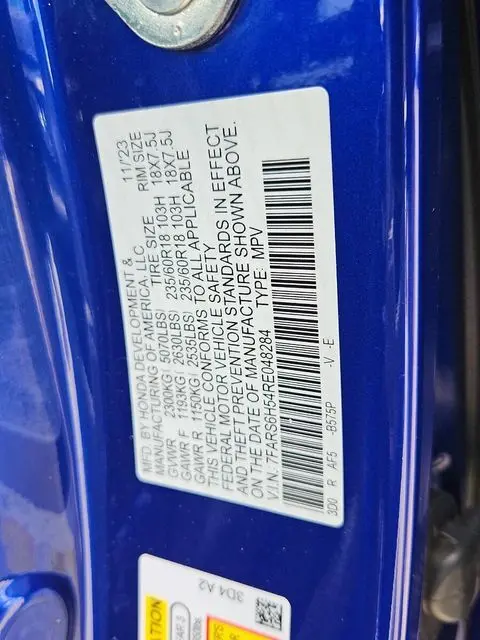 MFD BY HONDA DEVELOPMENT & 11/'23
MANUFACTURING OF AMERICA, LLC. TIRE SIZE RIM SIZE
GVWR 2300KG( 5070LBS) 235/60R18 103H 18X7.5J
GAWR F 1193KG( 2630LBS) 235/60R18 103H 18X7.5J
GAWR R 1150KG( 2535LBS)
THIS VEHICLE CONFORMS TO ALL APPLICABLE
FEDERAL MOTOR VEHICLE SAFETY
AND THEFT PREVENTION STANDARDS IN EFFECT
ON THE DATE OF MANUFACTURE SHOWN ABOVE.
V.I.N. 7FARS6H54RE048284 TYPE: MPV
3D0 R AF5 -B575P -V -E
3D4 A2